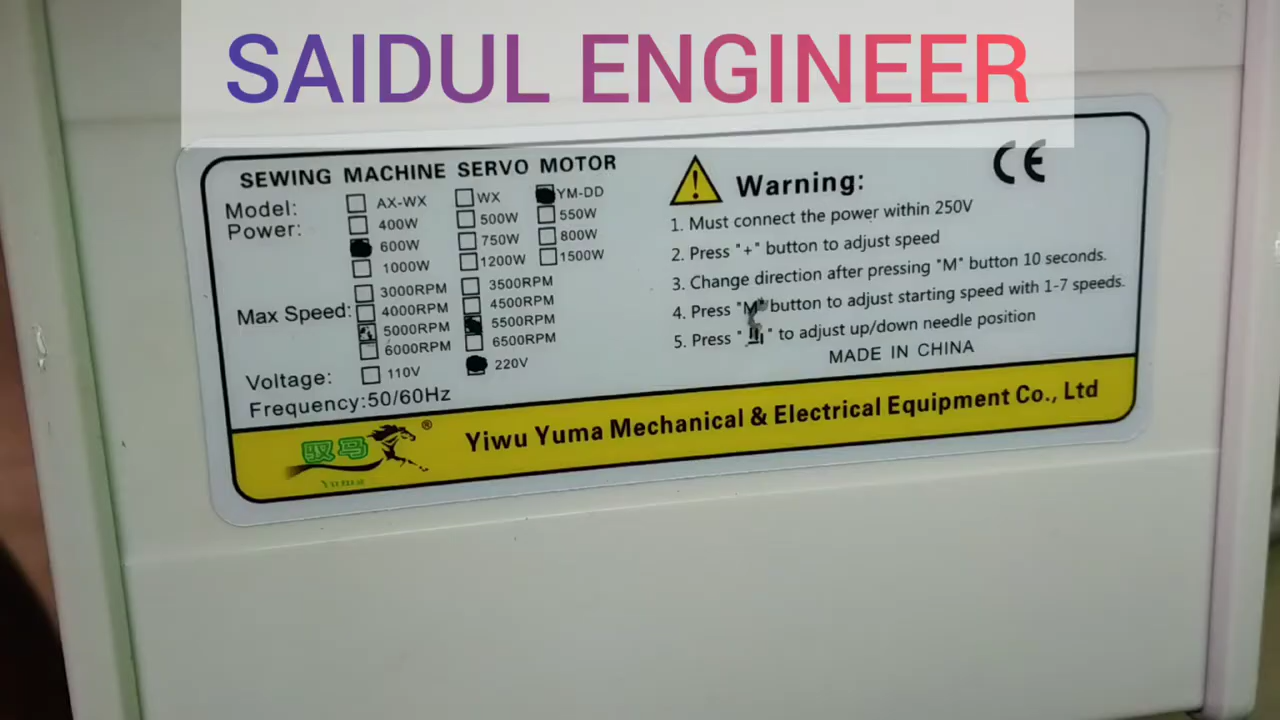 SAIDUL ENGINEER
SEWING MACHINE SERVO MOTOR
Model: AX-WX WX YM-DD
Power: 400W 500W 550W
600W 750W 800W
1000W 1200W 1500W
3000RPM 3500RPM
Max Speed: 4000RPM 4500RPM
5000RPM 5500RPM
6000RPM 6500RPM
Voltage: 110V 220V
Frequency:50/60Hz
CE
Warning:
1. Must connect the power within 250V
2. Press "+" button to adjust speed
3. Change direction after pressing "M" button 10 seconds.
4. Press "M" button to adjust starting speed with 1-7 speeds.
5. Press " " to adjust up/down needle position
MADE IN CHINA
驭马 ®
Yuma
Yiwu Yuma Mechanical & Electrical Equipment Co., Ltd